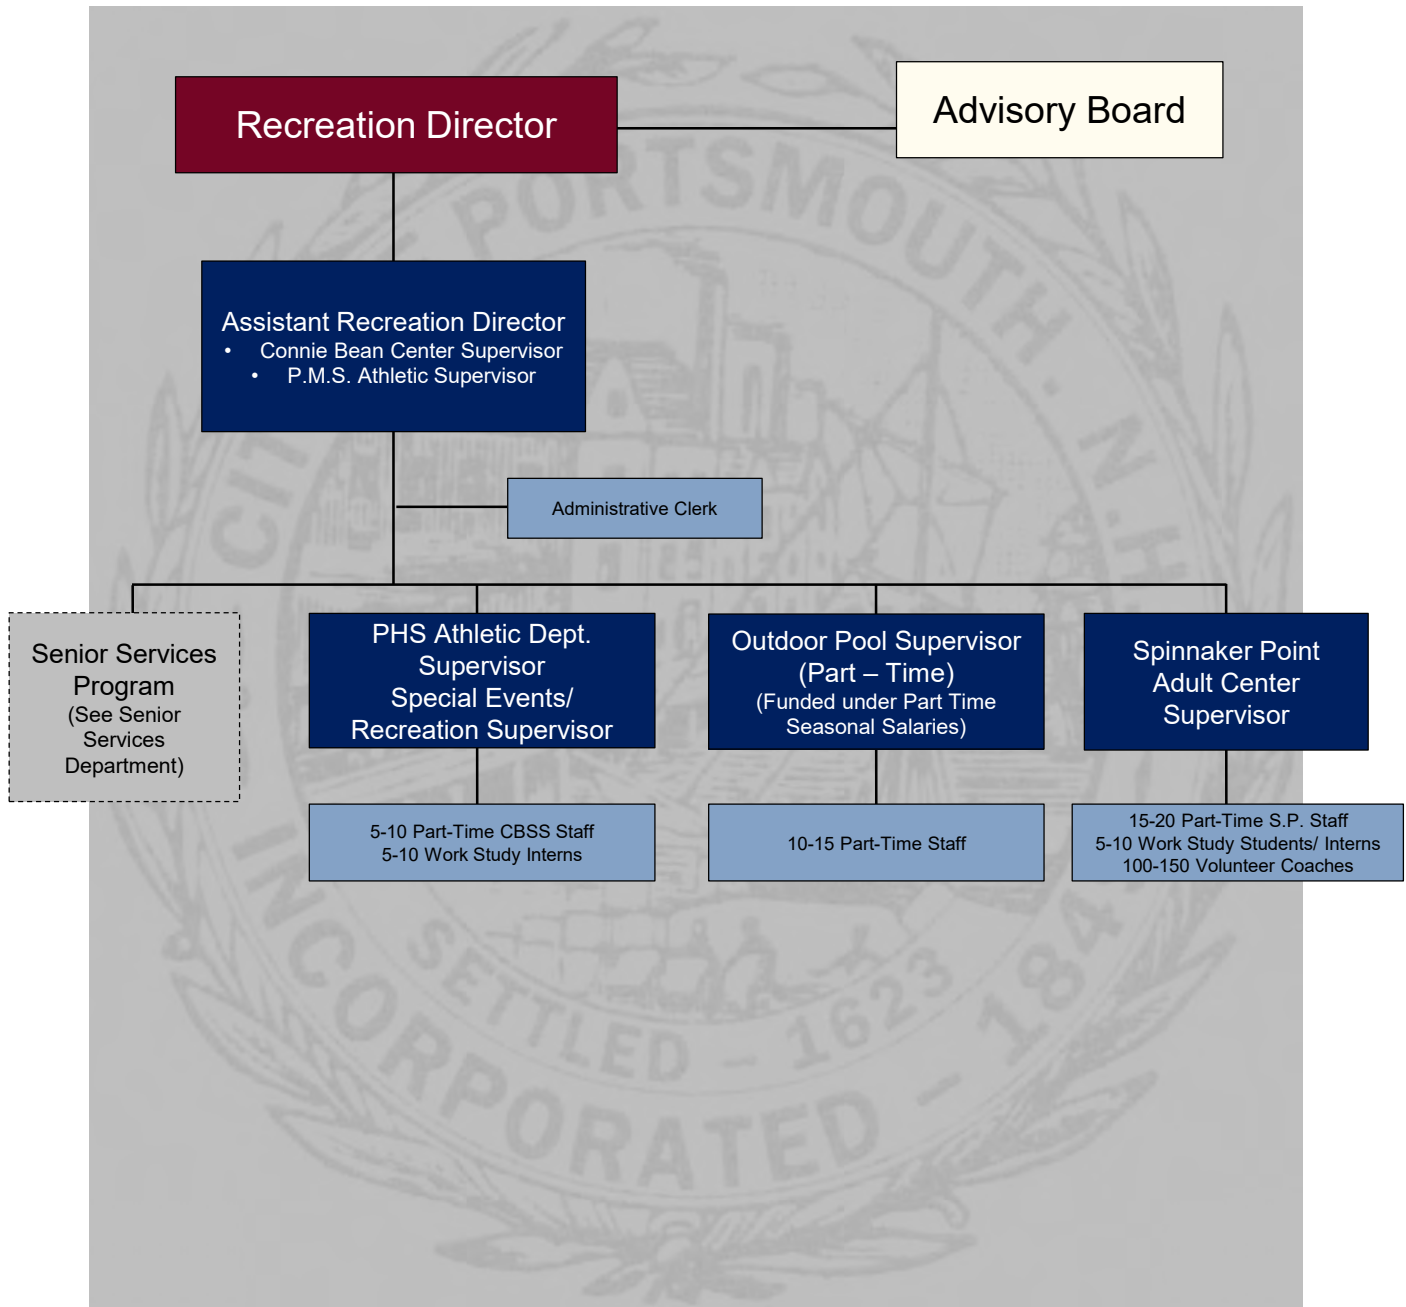 Recreation Director
Advisory Board
Assistant Recreation Director
• Connie Bean Center Supervisor
• P.M.S. Athletic Supervisor
Administrative Clerk
Senior Services
Program
(See Senior
Services
Department)
PHS Athletic Dept.
Supervisor
Special Events/
Recreation Supervisor
Outdoor Pool Supervisor
(Part – Time)
(Funded under Part Time
Seasonal Salaries)
Spinnaker Point
Adult Center
Supervisor
5-10 Part-Time CBSS Staff
5-10 Work Study Interns
10-15 Part-Time Staff
15-20 Part-Time S.P. Staff
5-10 Work Study Students/ Interns
100-150 Volunteer Coaches
PORTSMOUTH. N.H.
SETTLED – 1623
INCORPORATED –